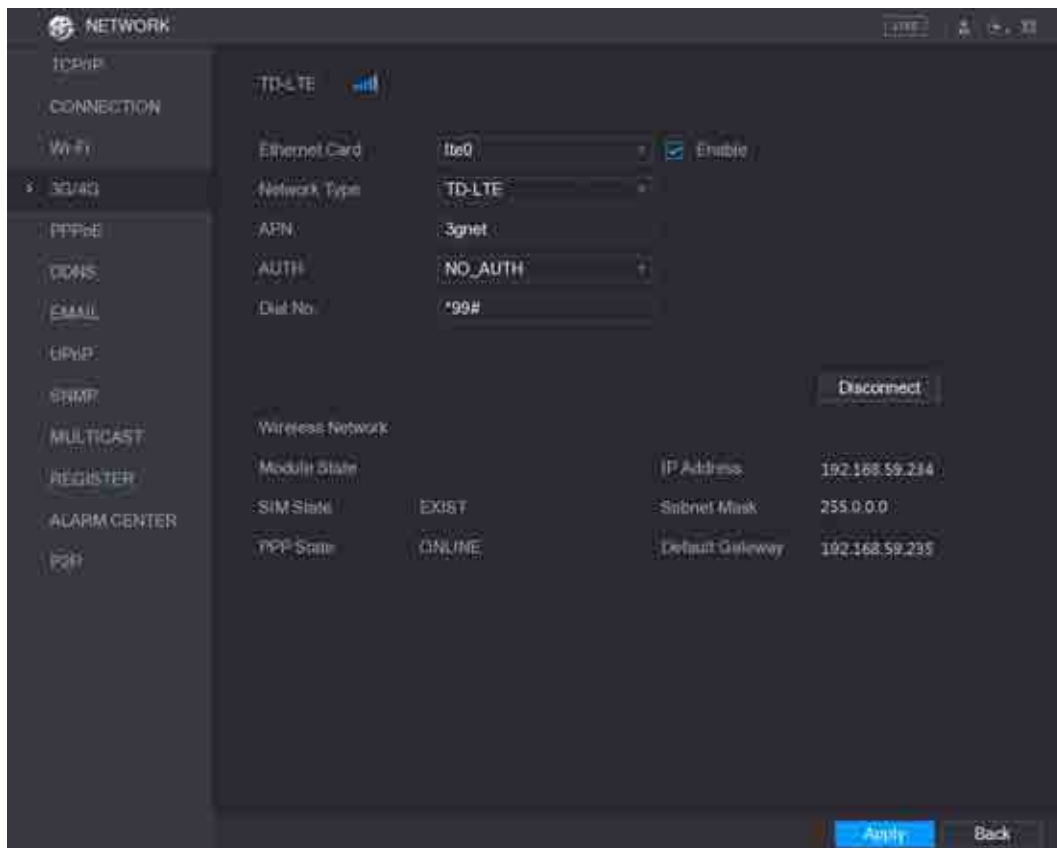 NETWORK
LIVE
TCP/IP
CONNECTION
Wi-Fi
3G/4G
PPPoE
DDNS
EMAIL
UPnP
SNMP
MULTICAST
REGISTER
ALARM CENTER
P2P
TD-LTE
Ethernet Card lte0 Enable
Network Type TD-LTE
APN 3gnet
AUTH NO_AUTH
Dial No. *99#
Disconnect
Wireless Network
Module State IP Address 192.168.59.234
SIM State EXIST Subnet Mask 255.0.0.0
PPP State ONLINE Default Gateway 192.168.59.235
Apply Back